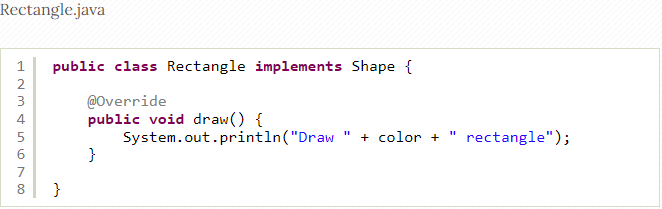 Rectangle.java
1 public class Rectangle implements Shape {
2
3     @Override
4     public void draw() {
5         System.out.println("Draw " + color + " rectangle");
6     }
7
8 }